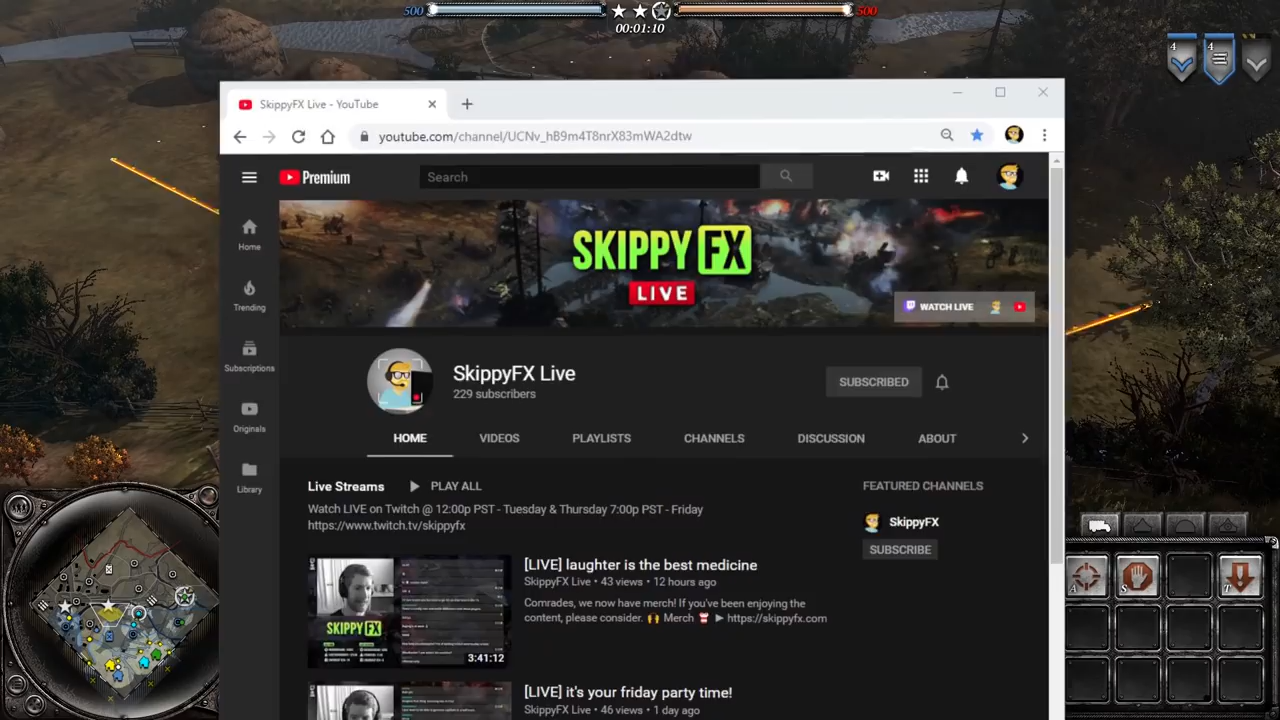 500
500
00:01:10
4
4
SkippyFX Live - YouTube
youtube.com/channel/UCNv_hB9m4T8nrX83mWA2dtw
Premium
Search
Home
Trending
Subscriptions
Originals
Library
SKIPPY FX
LIVE
WATCH LIVE
SkippyFX Live
229 subscribers
SUBSCRIBED
HOME VIDEOS PLAYLISTS CHANNELS DISCUSSION ABOUT
Live Streams PLAY ALL
Watch LIVE on Twitch @ 12:00p PST - Tuesday & Thursday 7:00p PST - Friday
https://www.twitch.tv/skippyfx
FEATURED CHANNELS
SkippyFX
SUBSCRIBE
[LIVE] laughter is the best medicine
SkippyFX Live • 43 views • 12 hours ago
Comrades, we now have merch! If you've been enjoying the
content, please consider. 🙌 Merch ▶ https://skippyfx.com
SKIPPY FX
3:41:12
[LIVE] it's your friday party time!
SkippyFX Live • 46 views • 1 day ago
A
S
T